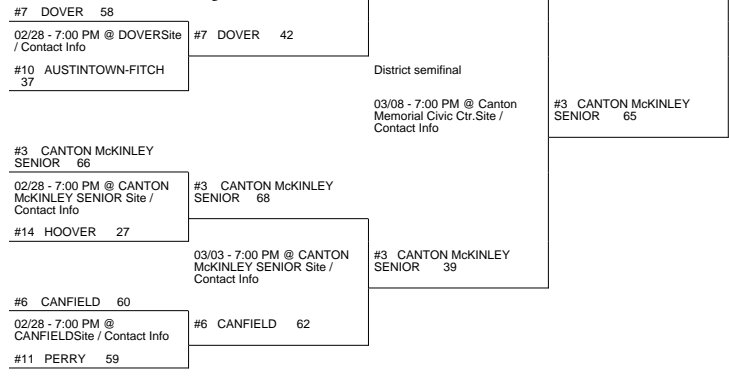 #7 DOVER 58
02/28 - 7:00 PM @ DOVERSite
/ Contact Info
#7 DOVER 42
#10 AUSTINTOWN-FITCH
37
District semifinal
03/08 - 7:00 PM @ Canton
Memorial Civic Ctr.Site /
Contact Info
#3 CANTON McKINLEY
SENIOR 65
#3 CANTON McKINLEY
SENIOR 66
02/28 - 7:00 PM @ CANTON
McKINLEY SENIOR Site /
Contact Info
#3 CANTON McKINLEY
SENIOR 68
#14 HOOVER 27
03/03 - 7:00 PM @ CANTON
McKINLEY SENIOR Site /
Contact Info
#3 CANTON McKINLEY
SENIOR 39
#6 CANFIELD 60
02/28 - 7:00 PM @
CANFIELDSite / Contact Info
#6 CANFIELD 62
#11 PERRY 59